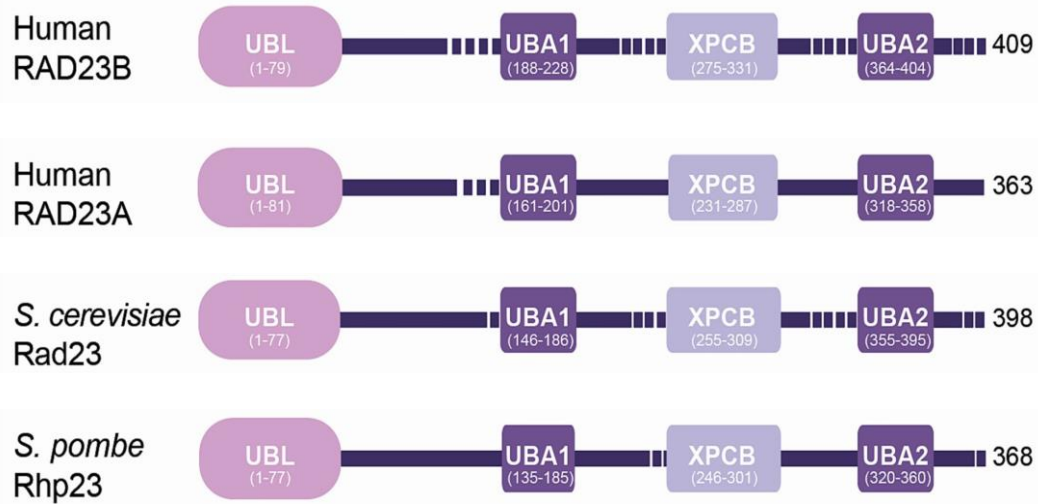 Human
RAD23B
UBL
(1-79)
UBA1
(188-228)
XPCB
(275-331)
UBA2
(364-404)
409
Human
RAD23A
UBL
(1-81)
UBA1
(161-201)
XPCB
(231-287)
UBA2
(318-358)
363
S. cerevisiae
Rad23
UBL
(1-77)
UBA1
(146-186)
XPCB
(255-309)
UBA2
(355-395)
398
S. pombe
Rhp23
UBL
(1-77)
UBA1
(135-185)
XPCB
(246-301)
UBA2
(320-360)
368